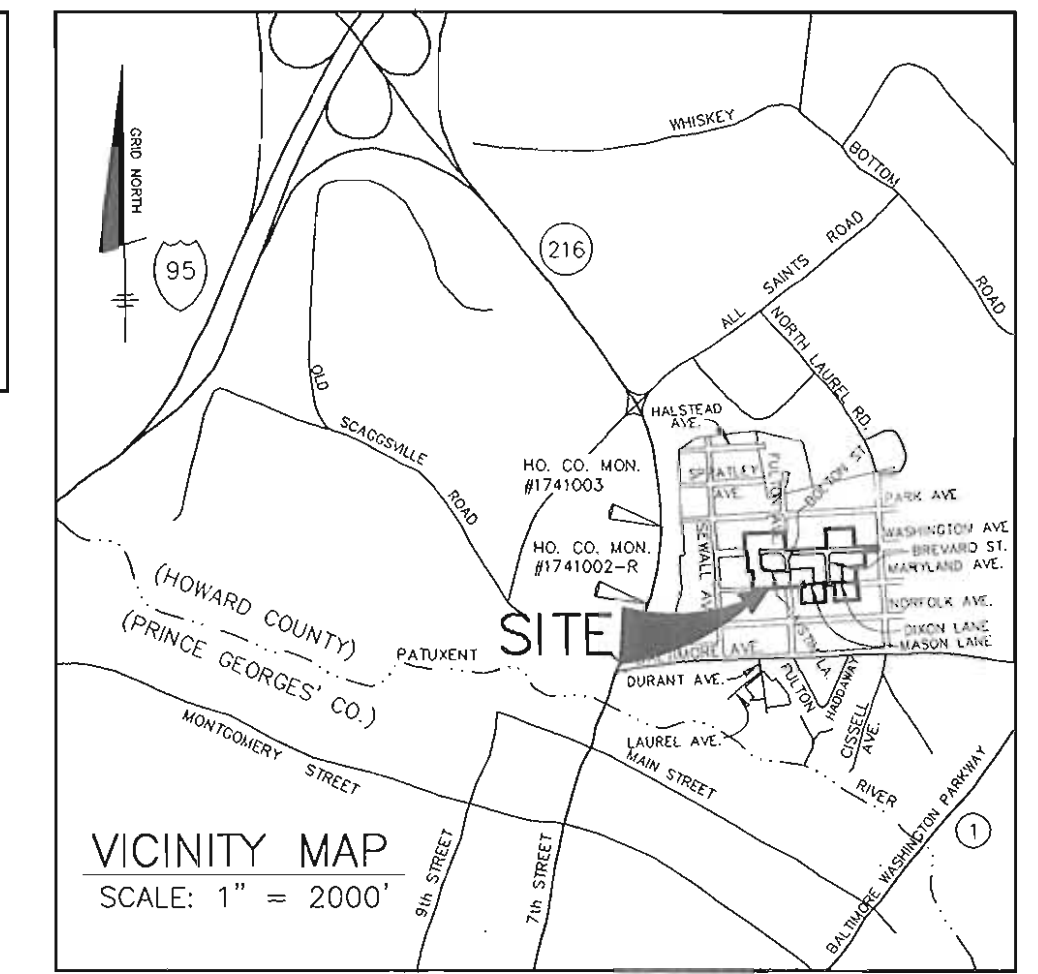 WHISKEY
BOTTOM
ROAD
GRID NORTH
95
216
ALL SAINTS ROAD
NORTH LAUREL RD.
OLD
SCAGGSVILLE
ROAD
HALSTEAD
AVE.
HO. CO. MON.
#1741003
SPRATLEY
AVE.
FULTON AVE.
BOLTON ST
PARK AVE.
SEWALL AVE.
WASHINGTON AVE
BREVARD ST.
MARYLAND AVE.
HO. CO. MON.
#1741002-R
NORFOLK AVE.
SITE
DIXON LANE
MASON LANE
BALTIMORE AVE.
(HOWARD COUNTY)
(PRINCE GEORGES' CO.)
PATUXENT
DURANT AVE.
FULTON
LA.
HADDAWAY
CISSELL
AVE.
LAUREL AVE.
MONTGOMERY
STREET
MAIN STREET
RIVER
BALTIMORE WASHINGTON PARKWAY
1
VICINITY MAP
SCALE: 1" = 2000'
9th STREET
7th STREET